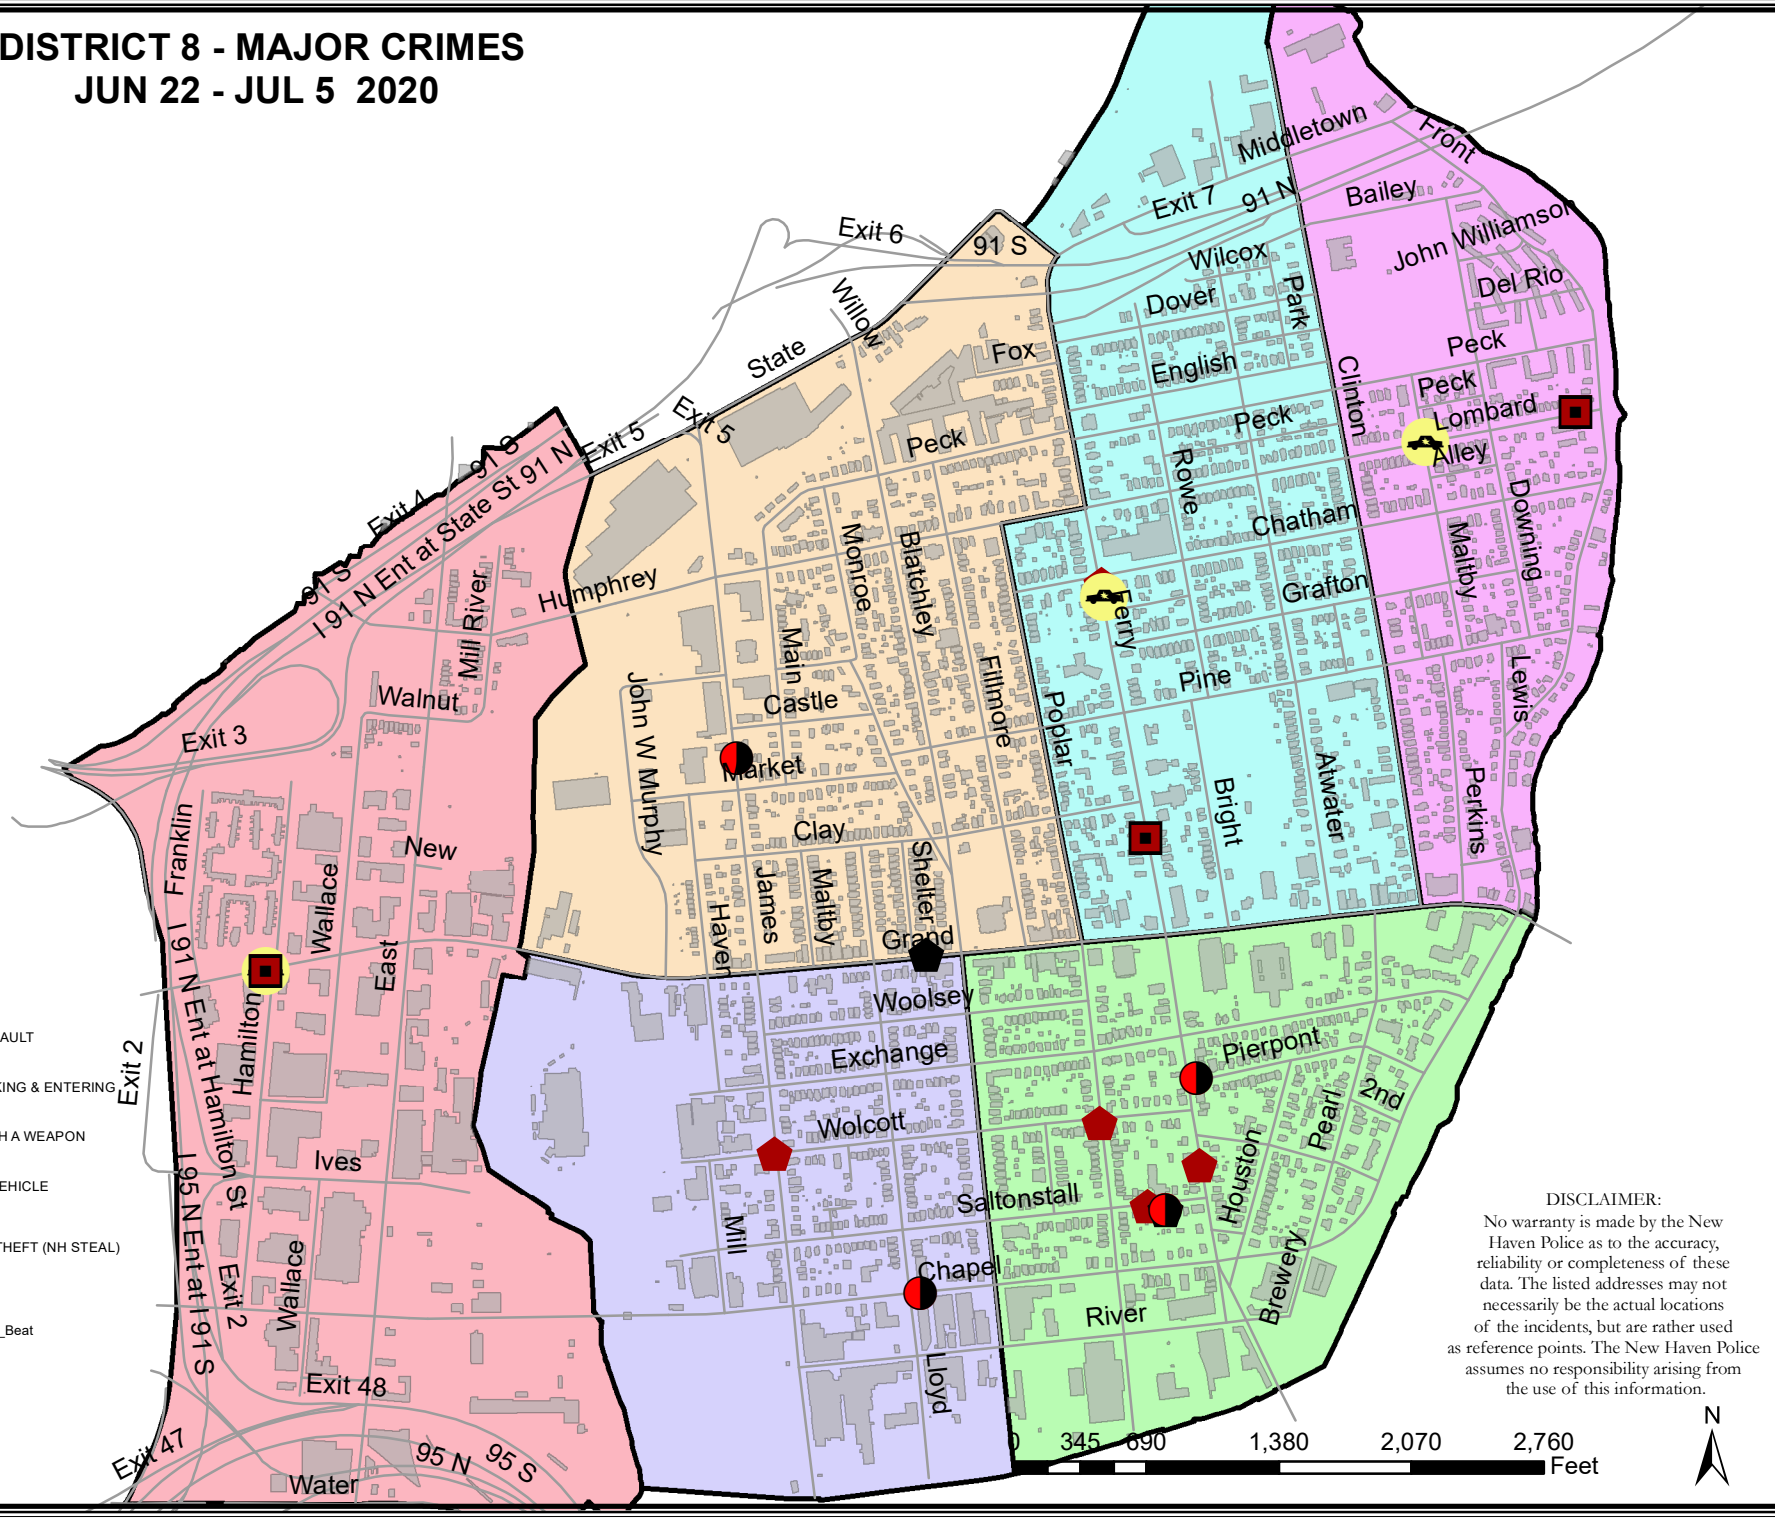 DISTRICT 8 - MAJOR CRIMES
JUN 22 - JUL 5 2020
Middletown
Front
Exit 7
91 N
Bailey
Exit 6
91 S
John Williamson
Wilcox
Del Rio
Dover
Park
Willow
State
Fox
English
Peck
Clinton
Peck
Exit 5
Peck
Peck
Lombard
Exit 5
Alley
91 S
91 N
Rowe
Exit 4
I 91 N Ent at State St
Chatham
Downing
Monroe
Blatchley
Maltby
91 S
Humphrey
Mill River
Grafton
Ferry
Main
Fillmore
Pine
Lewis
Walnut
Castle
John W Murphy
Poplar
Exit 3
Market
Atwater
Perkins
Bright
Franklin
Clay
New
Shelter
Wallace
James
Maltby
Haven
Grand
East
I 91 N Ent at Hamilton St
Hamilton
Woolsey
AULT
Exchange
Pierpont
Exit 2
KING & ENTERING
2nd
Pearl
Wolcott
H A WEAPON
Ives
Houston
EHICLE
Saltonstall
I 95 N Ent at I 91 S
Mill
THEFT (NH STEAL)
Chapel
Exit 2
Wallace
Brewery
River
_Beat
Lloyd
Exit 48
Exit 47
95 N
95 S
Water
DISCLAIMER:
No warranty is made by the New
Haven Police as to the accuracy,
reliability or completeness of these
data. The listed addresses may not
necessarily be the actual locations
of the incidents, but are rather used
as reference points. The New Haven Police
assumes no responsibility arising from
the use of this information.
N
0 345 690 1,380 2,070 2,760
Feet